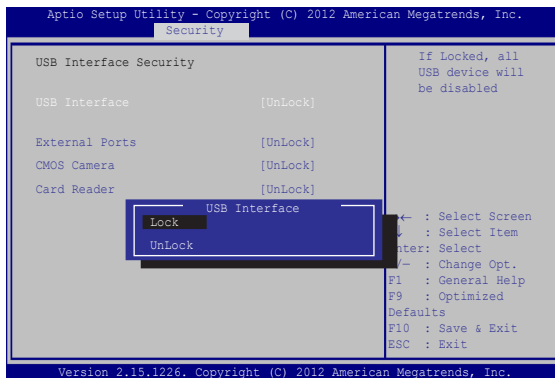 Aptio Setup Utility - Copyright (C) 2012 American Megatrends, Inc.
Security
USB Interface Security
USB Interface [UnLock]
External Ports [UnLock]
CMOS Camera [UnLock]
Card Reader [UnLock]
USB Interface
Lock
UnLock
If Locked, all
USB device will
be disabled
→← : Select Screen
↓ : Select Item
nter: Select
/— : Change Opt.
F1 : General Help
F9 : Optimized
Defaults
F10 : Save & Exit
ESC : Exit
Version 2.15.1226. Copyright (C) 2012 American Megatrends, Inc.